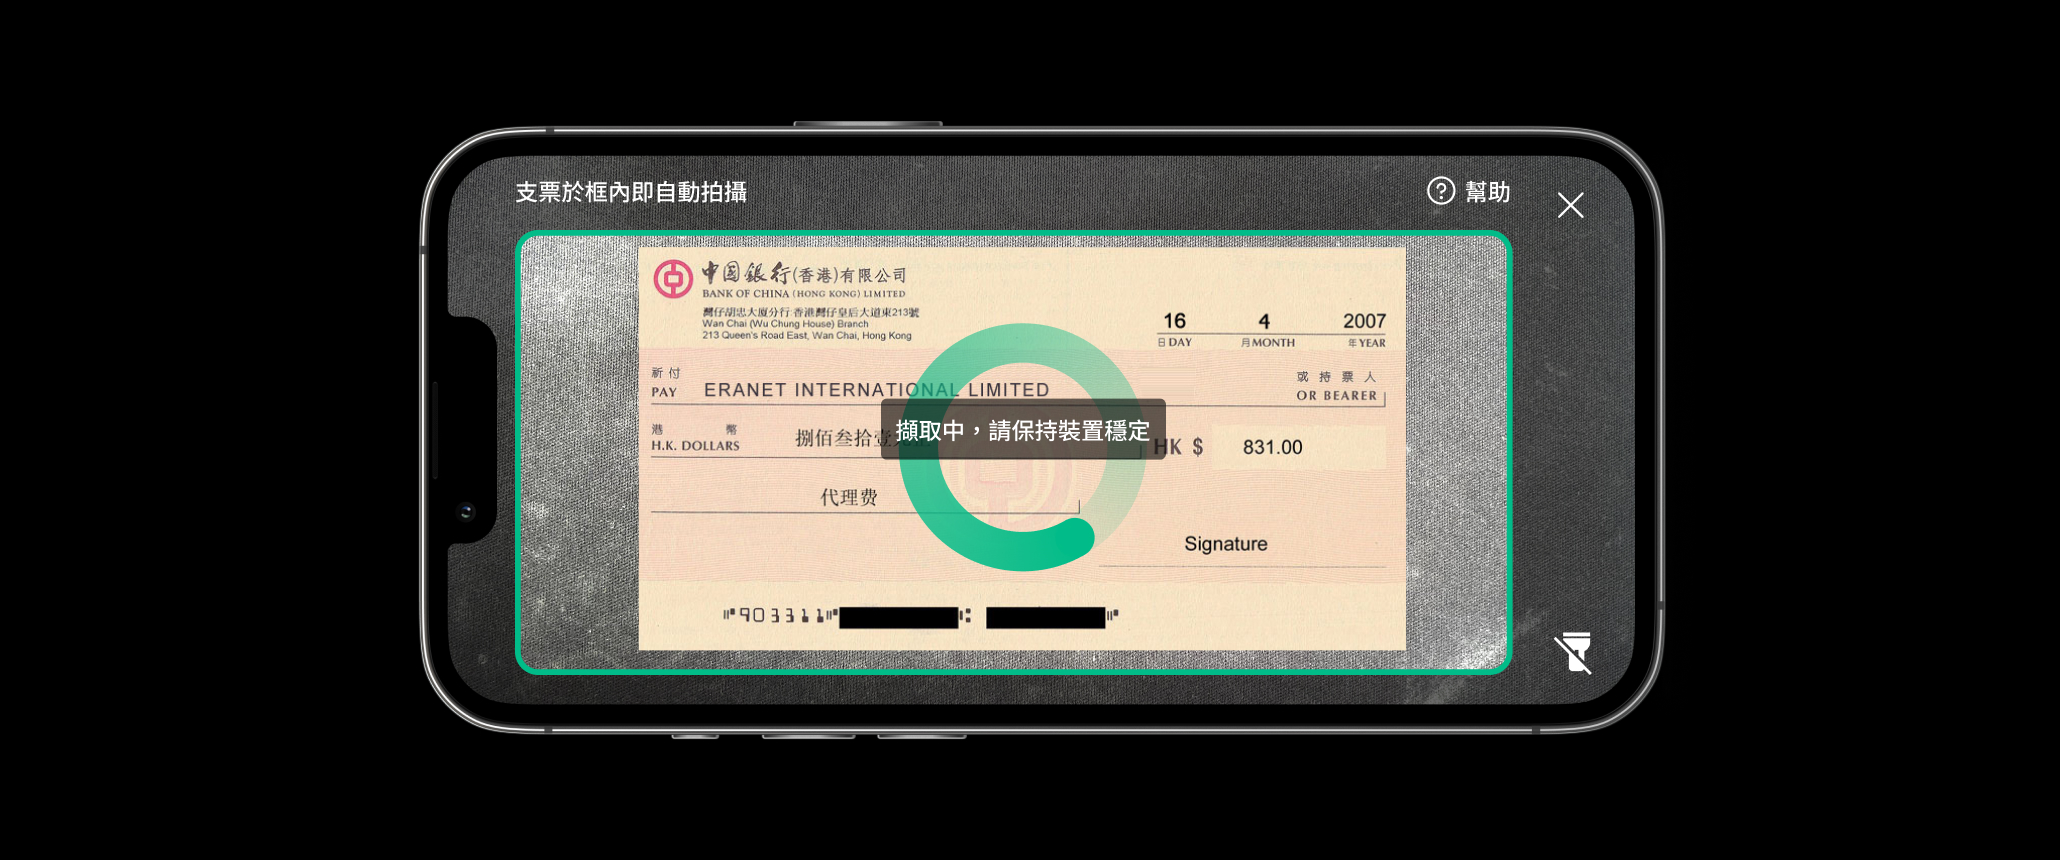 支票於框內即自動拍攝
幫助
中国銀行(香港)有限公司
BANK OF CHINA (HONG KONG) LIMITED
灣仔胡忠大廈分行 香港灣仔皇后大道東213號
Wan Chai (Wu Chung House) Branch
213 Queen's Road East, Wan Chai, Hong Kong
16 4 2007
日 DAY 月 MONTH 年 YEAR
祈付
PAY ERANET INTERNATIONAL LIMITED
或持票人
OR BEARER
港幣
H.K. DOLLARS 捌佰叁拾壹
擷取中，請保持裝置穩定
HK $ 831.00
代理费
Signature
⑈903311⑈ ⑆ ⑈